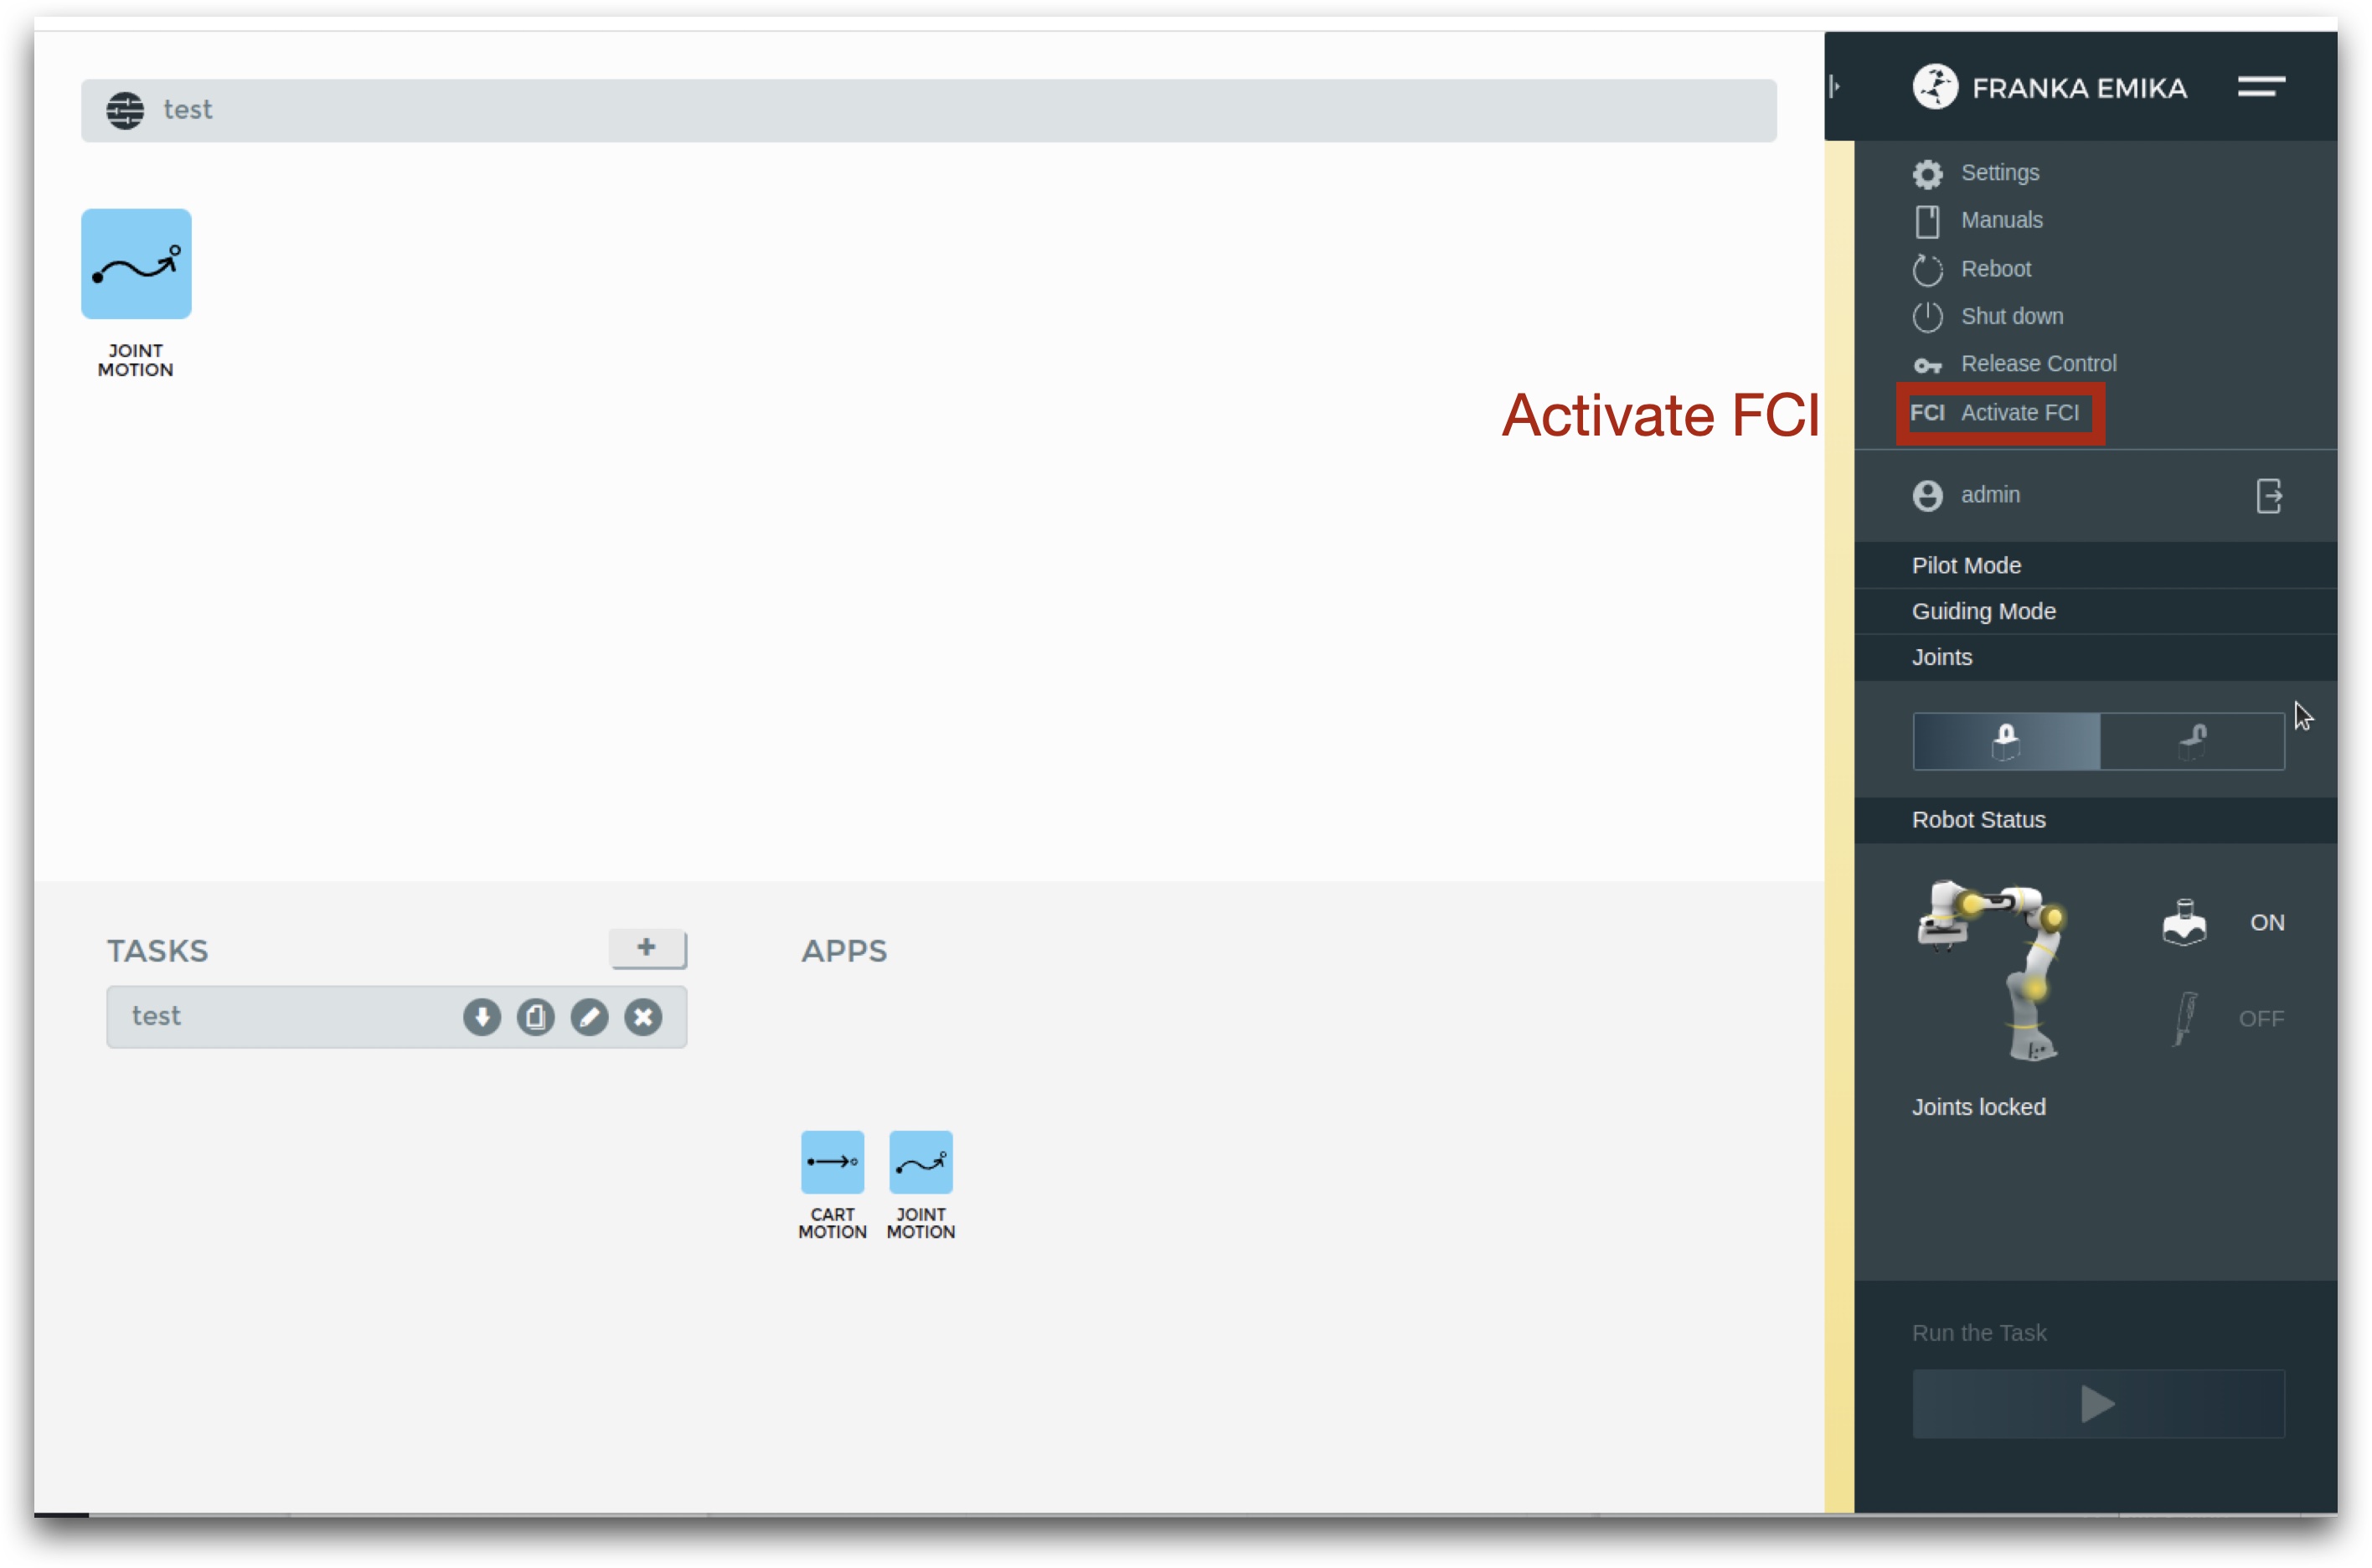 test
JOINT
MOTION
Activate FCI
TASKS
test
APPS
CART
MOTION
JOINT
MOTION
FRANKA EMIKA
Settings
Manuals
Reboot
Shut down
Release Control
FCI Activate FCI
admin
Pilot Mode
Guiding Mode
Joints
Robot Status
ON
OFF
Joints locked
Run the Task